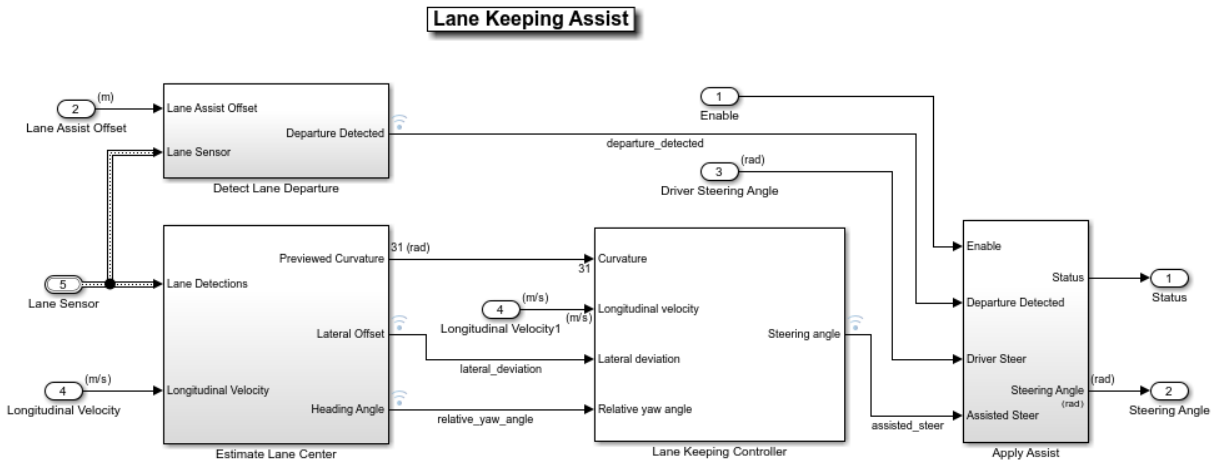 Lane Keeping Assist
2
(m)
Lane Assist Offset
Lane Assist Offset
Lane Sensor
Departure Detected
Detect Lane Departure
departure_detected
1
Enable
3
(rad)
Driver Steering Angle
5
Lane Sensor
4
(m/s)
Longitudinal Velocity
Lane Detections
Longitudinal Velocity
Previewed Curvature
Lateral Offset
Heading Angle
Estimate Lane Center
31 (rad)
31
4
(m/s)
Longitudinal Velocity1
(m/s)
lateral_deviation
relative_yaw_angle
Curvature
Longitudinal velocity
Lateral deviation
Relative yaw angle
Steering angle
Lane Keeping Controller
assisted_steer
Enable
Departure Detected
Driver Steer
Assisted Steer
Status
Steering Angle
(rad)
Apply Assist
1
Status
(rad)
2
Steering Angle